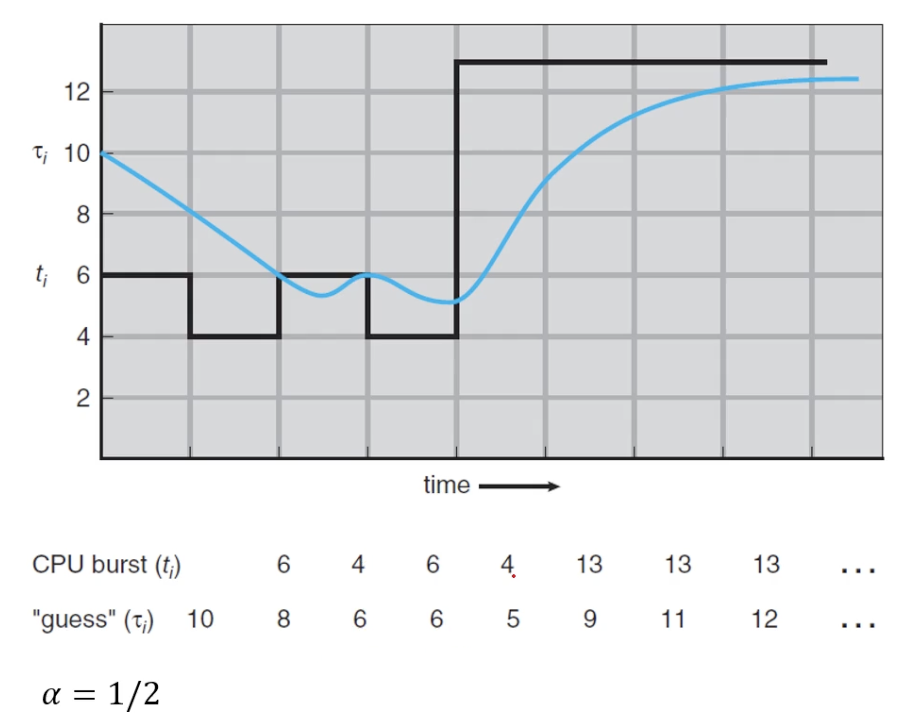 12
τi 10
8
ti 6
4
2
time
CPU burst (ti) 6 4 6 4 13 13 13 ...
"guess" (τi) 10 8 6 6 5 9 11 12 ...
α = 1/2